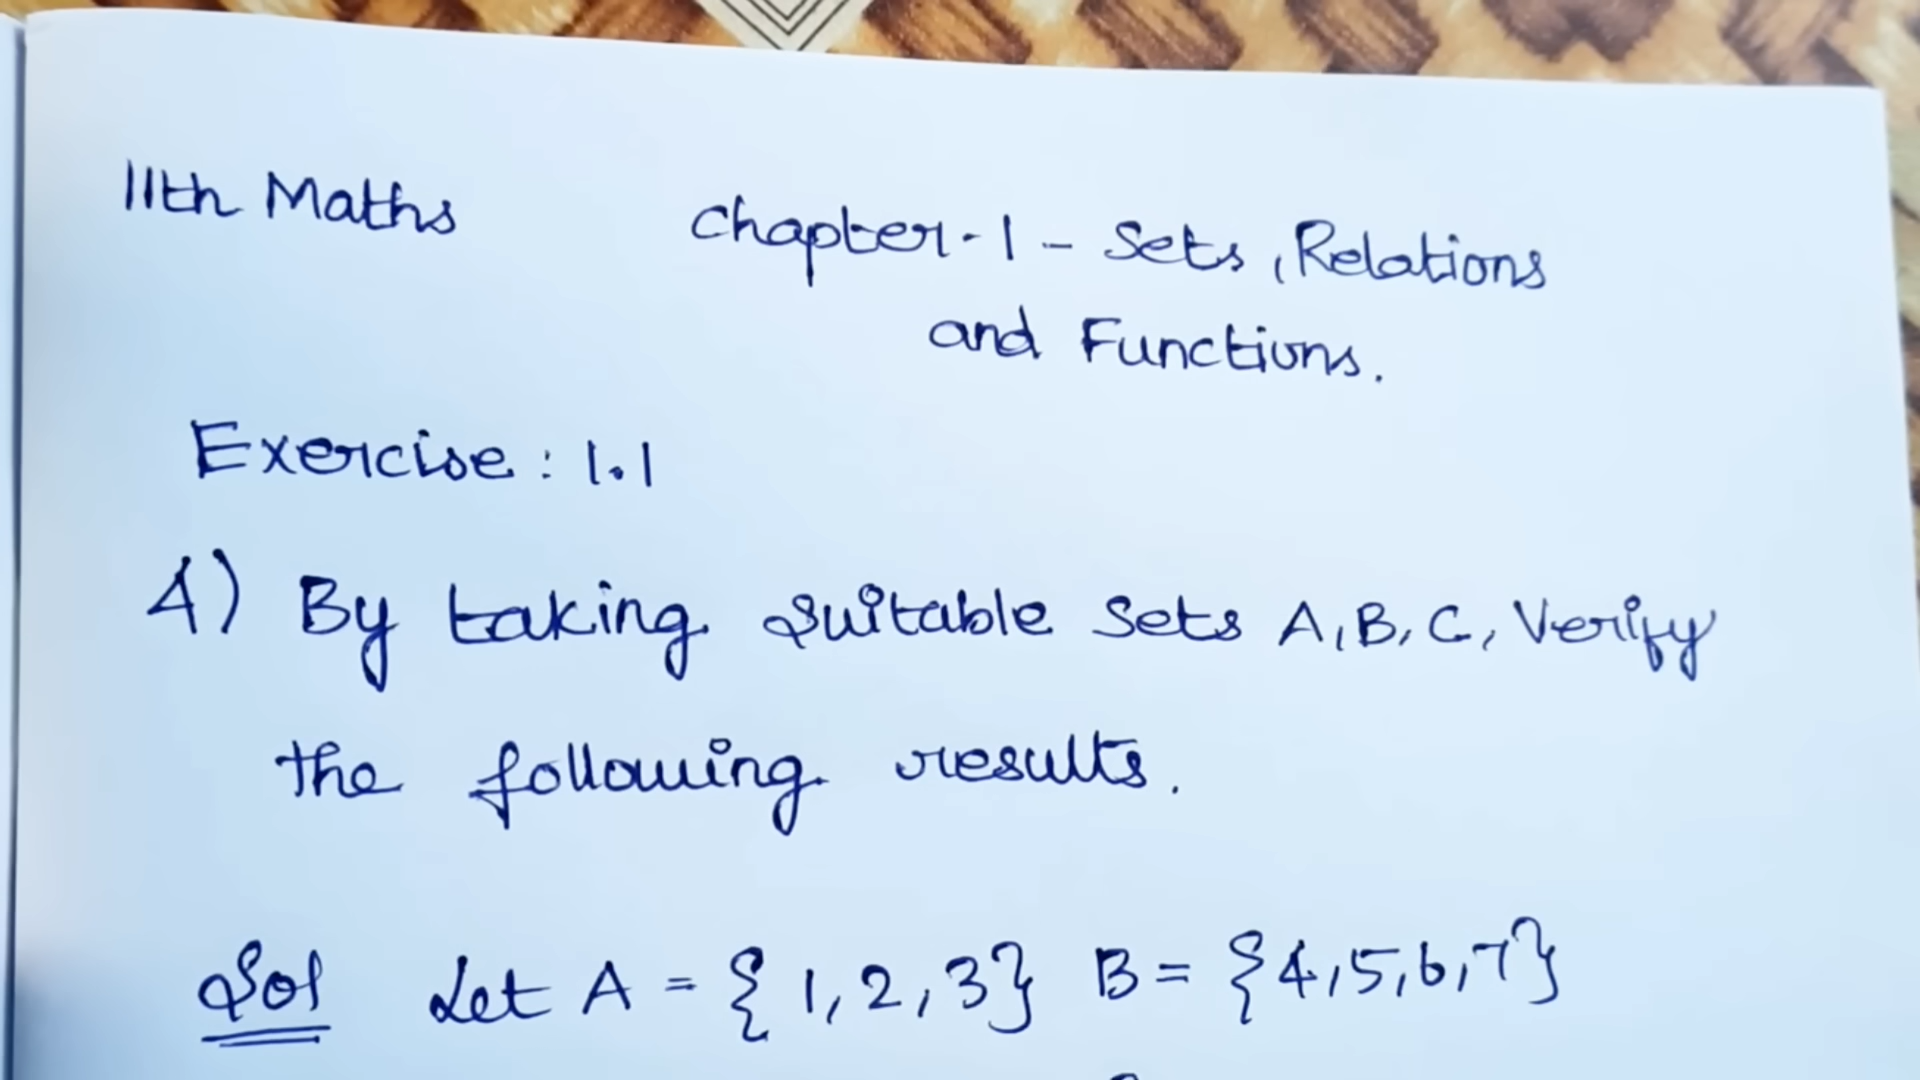 11th Maths
Chapter-1 - Sets, Relations
and Functions.
Exercise : 1.1
4) By taking suitable sets A, B, C, Verify
the following results.
Sol Let A = {1, 2, 3} B = {4, 5, 6, 7}